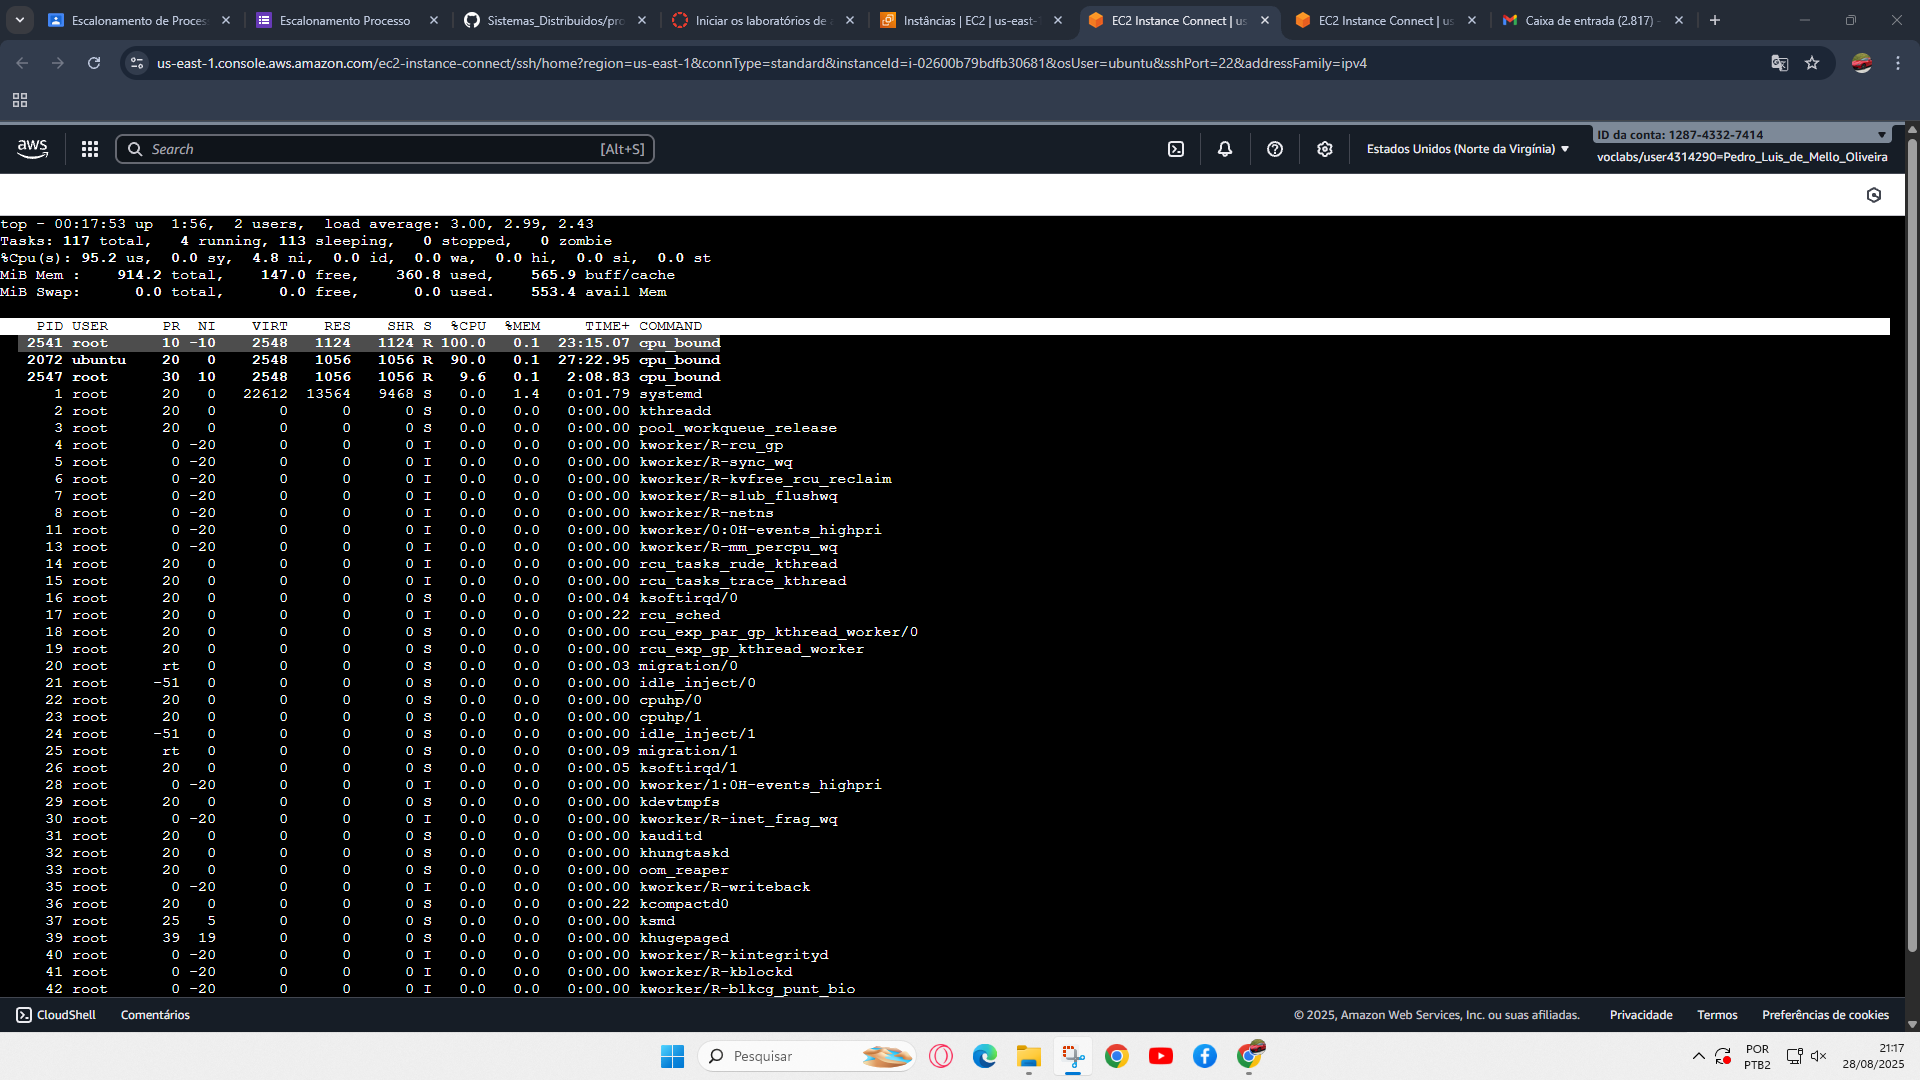 Escalonamento de Proces
Escalonamento Processo
Sistemas_Distribuidos/pro
Iniciar os laboratórios de a
Instâncias | EC2 | us-east-1
EC2 Instance Connect | us
EC2 Instance Connect | us
Caixa de entrada (2.817) -
us-east-1.console.aws.amazon.com/ec2-instance-connect/ssh/home?region=us-east-1&connType=standard&instanceId=i-02600b79bdfb30681&osUser=ubuntu&sshPort=22&addressFamily=ipv4
aws
Search
[Alt+S]
Estados Unidos (Norte da Virgínia)
ID da conta: 1287-4332-7414
voclabs/user4314290=Pedro_Luis_de_Mello_Oliveira
top - 00:17:53 up  1:56,  2 users,  load average: 3.00, 2.99, 2.43
Tasks: 117 total,   4 running, 113 sleeping,   0 stopped,   0 zombie
%Cpu(s): 95.2 us,  0.0 sy,  4.8 ni,  0.0 id,  0.0 wa,  0.0 hi,  0.0 si,  0.0 st
MiB Mem :    914.2 total,    147.0 free,    360.8 used,    565.9 buff/cache
MiB Swap:      0.0 total,      0.0 free,      0.0 used.    553.4 avail Mem
PID USER      PR  NI    VIRT    RES    SHR S  %CPU  %MEM     TIME+ COMMAND
2541 root      10 -10    2548   1124   1124 R 100.0   0.1  23:15.07 cpu_bound
2072 ubuntu    20   0    2548   1056   1056 R  90.0   0.1  27:22.95 cpu_bound
2547 root      30  10    2548   1056   1056 R   9.6   0.1   2:08.83 cpu_bound
1 root      20   0   22612  13564   9468 S   0.0   1.4   0:01.79 systemd
2 root      20   0       0      0      0 S   0.0   0.0   0:00.00 kthreadd
3 root      20   0       0      0      0 S   0.0   0.0   0:00.00 pool_workqueue_release
4 root       0 -20       0      0      0 I   0.0   0.0   0:00.00 kworker/R-rcu_gp
5 root       0 -20       0      0      0 I   0.0   0.0   0:00.00 kworker/R-sync_wq
6 root       0 -20       0      0      0 I   0.0   0.0   0:00.00 kworker/R-kvfree_rcu_reclaim
7 root       0 -20       0      0      0 I   0.0   0.0   0:00.00 kworker/R-slub_flushwq
8 root       0 -20       0      0      0 I   0.0   0.0   0:00.00 kworker/R-netns
11 root       0 -20       0      0      0 I   0.0   0.0   0:00.00 kworker/0:0H-events_highpri
13 root       0 -20       0      0      0 I   0.0   0.0   0:00.00 kworker/R-mm_percpu_wq
14 root      20   0       0      0      0 I   0.0   0.0   0:00.00 rcu_tasks_rude_kthread
15 root      20   0       0      0      0 I   0.0   0.0   0:00.00 rcu_tasks_trace_kthread
16 root      20   0       0      0      0 S   0.0   0.0   0:00.04 ksoftirqd/0
17 root      20   0       0      0      0 I   0.0   0.0   0:00.22 rcu_sched
18 root      20   0       0      0      0 S   0.0   0.0   0:00.00 rcu_exp_par_gp_kthread_worker/0
19 root      20   0       0      0      0 S   0.0   0.0   0:00.00 rcu_exp_gp_kthread_worker
20 root      rt   0       0      0      0 S   0.0   0.0   0:00.03 migration/0
21 root     -51   0       0      0      0 S   0.0   0.0   0:00.00 idle_inject/0
22 root      20   0       0      0      0 S   0.0   0.0   0:00.00 cpuhp/0
23 root      20   0       0      0      0 S   0.0   0.0   0:00.00 cpuhp/1
24 root     -51   0       0      0      0 S   0.0   0.0   0:00.00 idle_inject/1
25 root      rt   0       0      0      0 S   0.0   0.0   0:00.09 migration/1
26 root      20   0       0      0      0 S   0.0   0.0   0:00.05 ksoftirqd/1
28 root       0 -20       0      0      0 I   0.0   0.0   0:00.00 kworker/1:0H-events_highpri
29 root      20   0       0      0      0 S   0.0   0.0   0:00.00 kdevtmpfs
30 root       0 -20       0      0      0 I   0.0   0.0   0:00.00 kworker/R-inet_frag_wq
31 root      20   0       0      0      0 S   0.0   0.0   0:00.00 kauditd
32 root      20   0       0      0      0 S   0.0   0.0   0:00.00 khungtaskd
33 root      20   0       0      0      0 S   0.0   0.0   0:00.00 oom_reaper
35 root       0 -20       0      0      0 I   0.0   0.0   0:00.00 kworker/R-writeback
36 root      20   0       0      0      0 S   0.0   0.0   0:00.22 kcompactd0
37 root      25   5       0      0      0 S   0.0   0.0   0:00.00 ksmd
39 root      39  19       0      0      0 S   0.0   0.0   0:00.00 khugepaged
40 root       0 -20       0      0      0 I   0.0   0.0   0:00.00 kworker/R-kintegrityd
41 root       0 -20       0      0      0 I   0.0   0.0   0:00.00 kworker/R-kblockd
42 root       0 -20       0      0      0 I   0.0   0.0   0:00.00 kworker/R-blkcg_punt_bio
CloudShell
Comentários
© 2025, Amazon Web Services, Inc. ou suas afiliadas.
Privacidade
Termos
Preferências de cookies
Pesquisar
POR
PTB2
21:17
28/08/2025